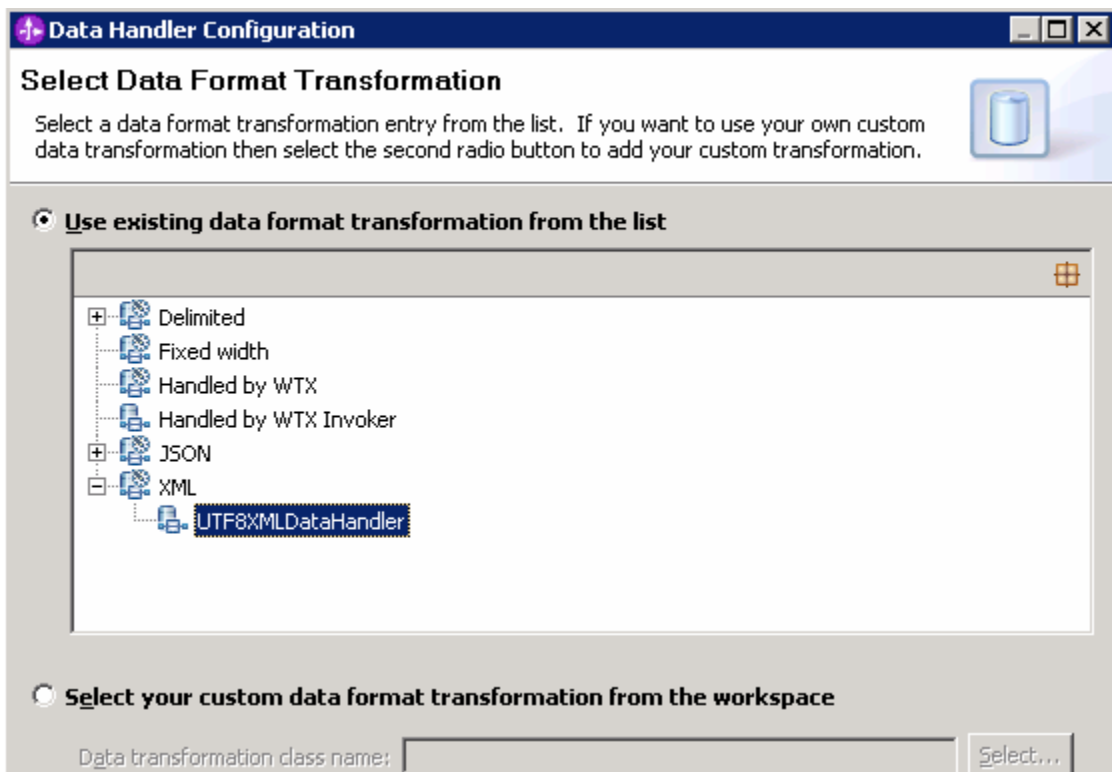 Data Handler Configuration
Select Data Format Transformation
Select a data format transformation entry from the list. If you want to use your own custom
data transformation then select the second radio button to add your custom transformation.
Use existing data format transformation from the list
Delimited
Fixed width
Handled by WTX
Handled by WTX Invoker
JSON
XML
UTF8XMLDataHandler
Select your custom data format transformation from the workspace
Data transformation class name:
Select...